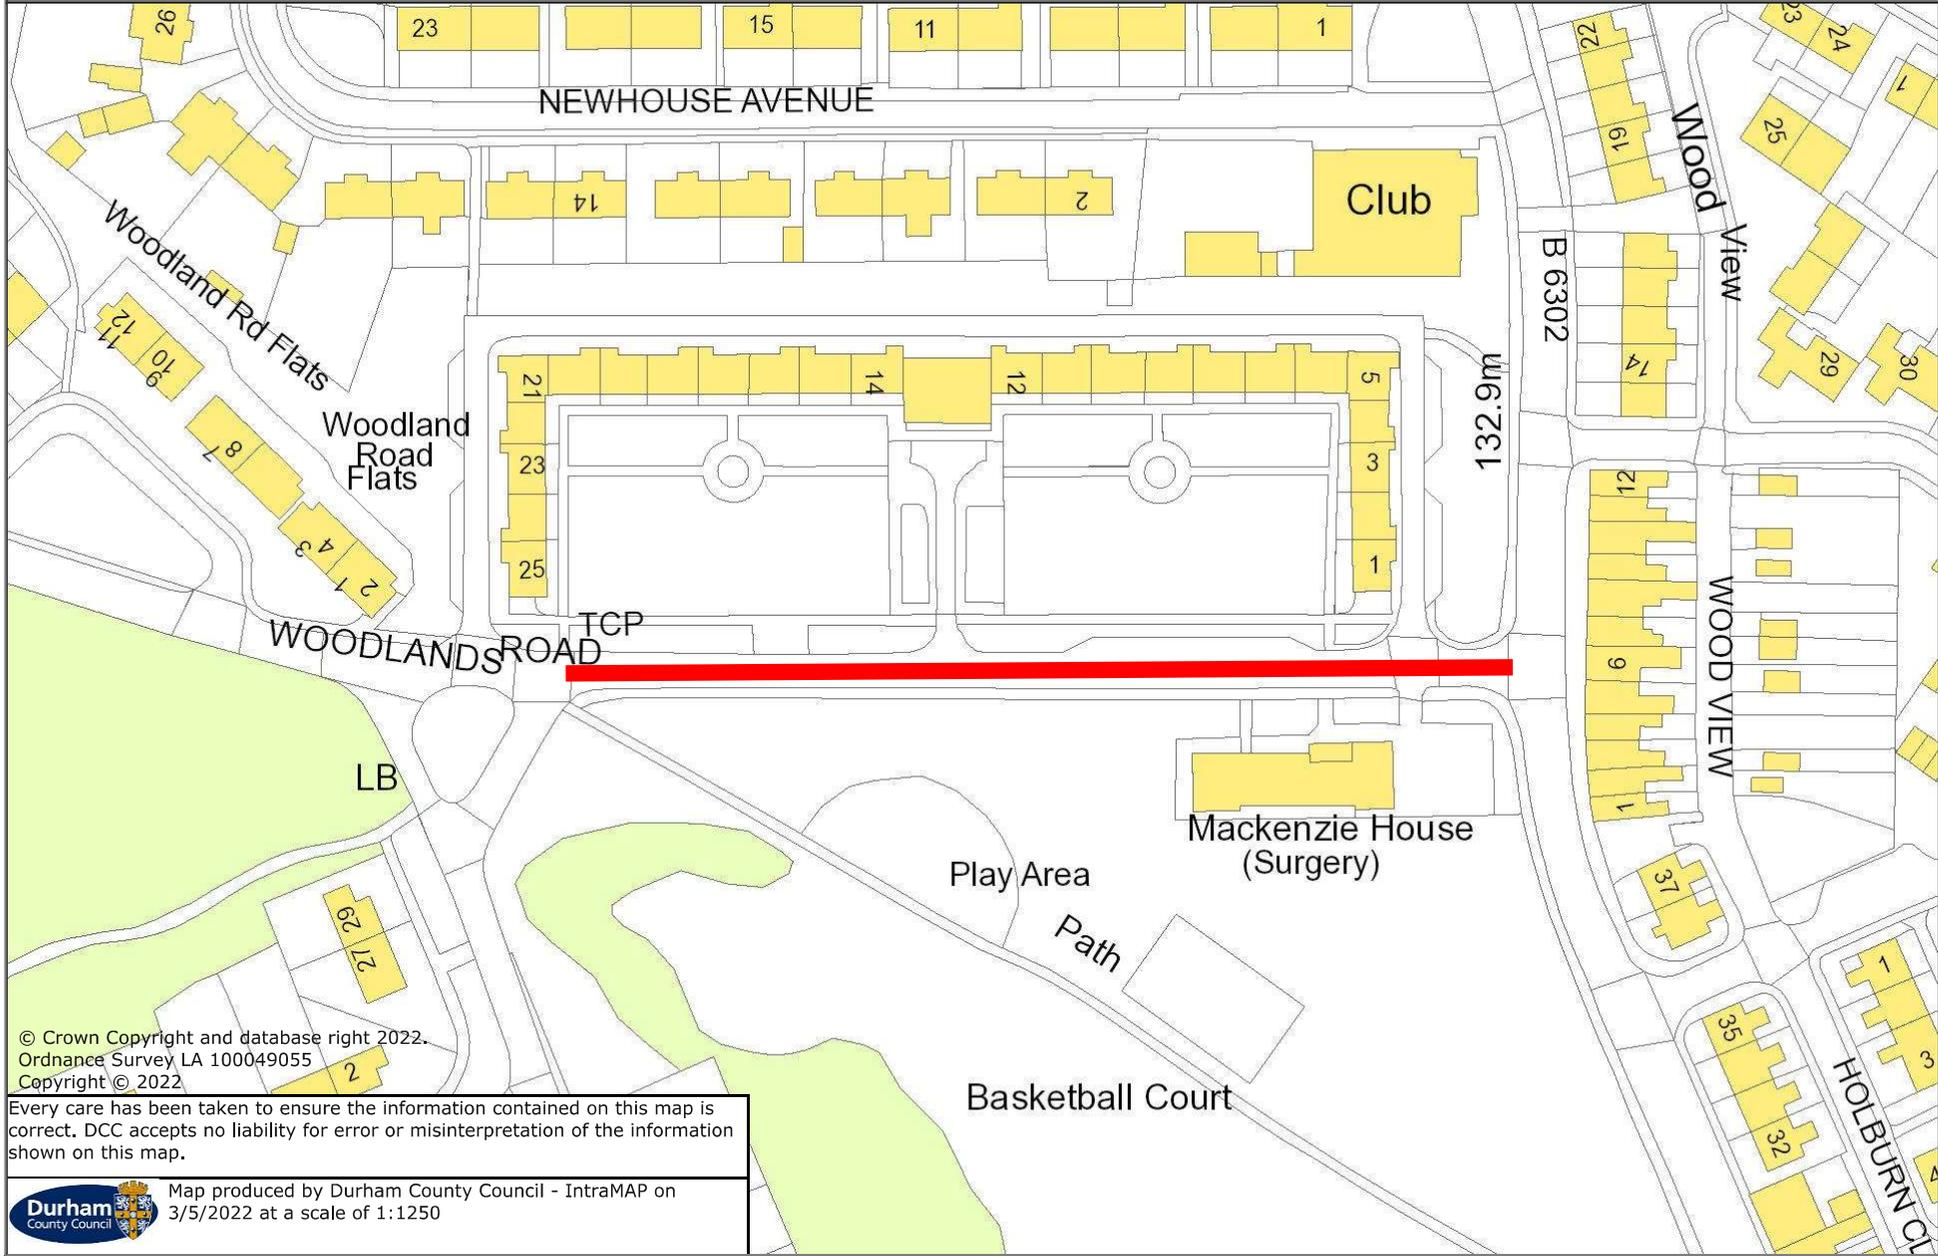 26
23
15
11
1
22
23
24
1
NEWHOUSE AVENUE
19
25
Wood
View
14
2
Club
Woodland Rd Flats
B 6302
14
29
30
132.9m
12
11
10
9
8
7
4
3
2
1
Woodland
Road
Flats
21
14
12
5
23
3
25
1
12
TCP
WOODLANDS ROAD
6
WOOD VIEW
1
LB
Mackenzie House
(Surgery)
Play Area
Path
37
29
27
2
Basketball Court
1
3
35
32
HOLBURN
4
© Crown Copyright and database right 2022.
Ordnance Survey LA 100049055
Copyright © 2022
Every care has been taken to ensure the information contained on this map is
correct. DCC accepts no liability for error or misinterpretation of the information
shown on this map.
Durham
County Council
Map produced by Durham County Council - IntraMAP on
3/5/2022 at a scale of 1:1250